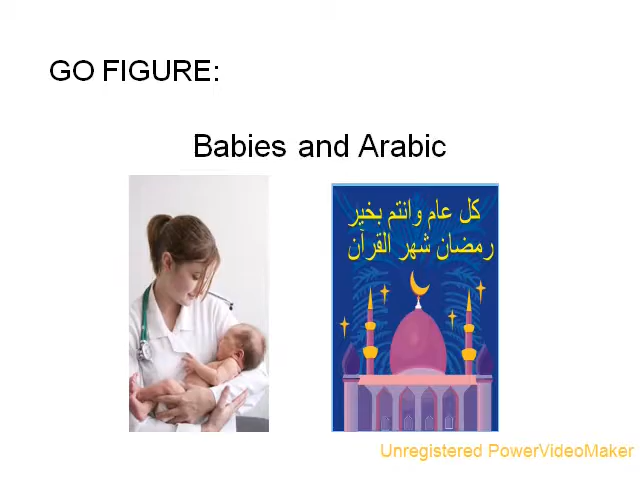 GO FIGURE:
Babies and Arabic
كل عام وانتم بخير
رمضان شهر القرآن
Unregistered PowerVideoMaker